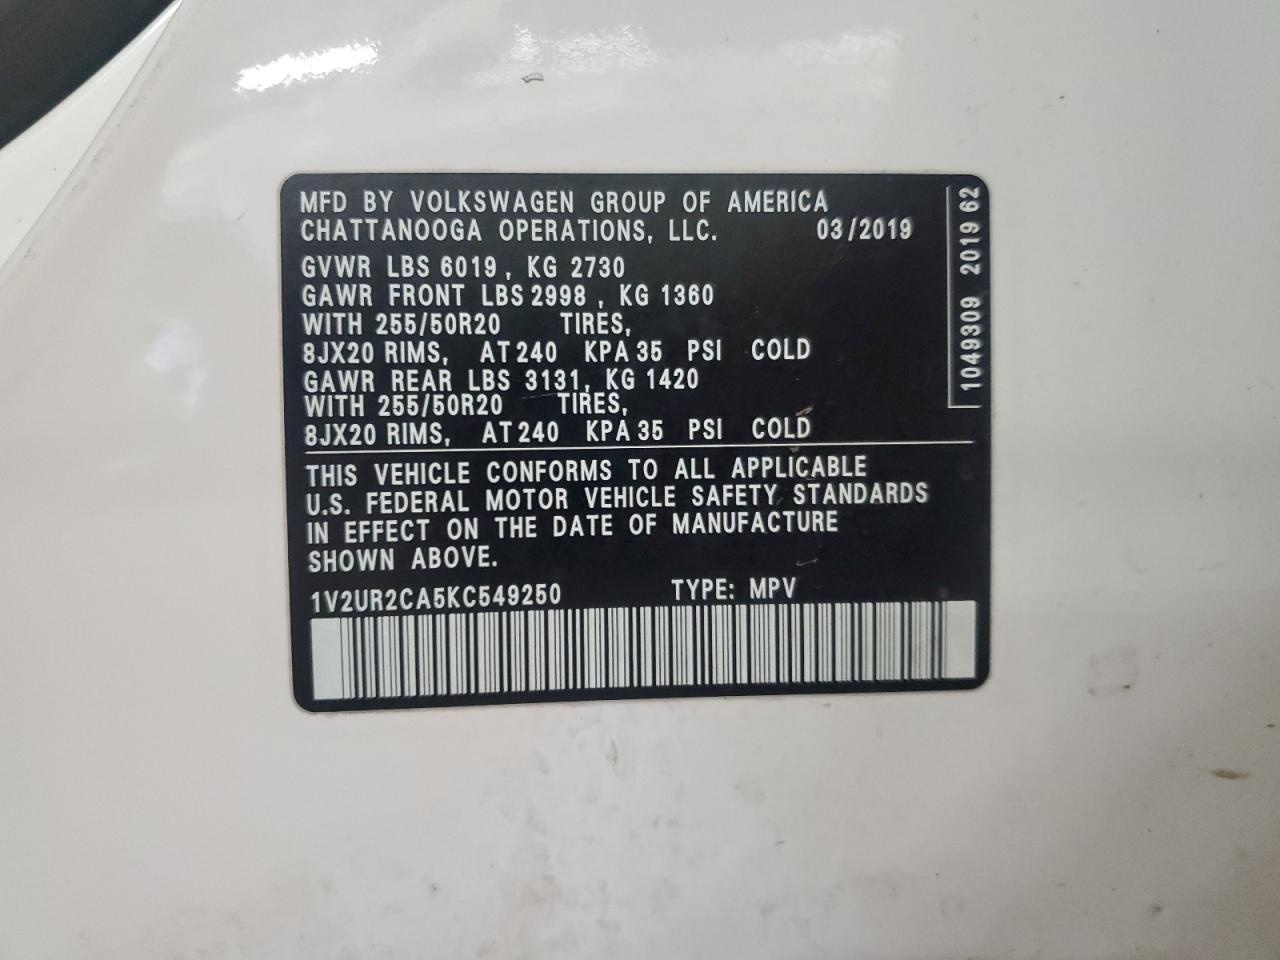 MFD BY VOLKSWAGEN GROUP OF AMERICA
CHATTANOOGA OPERATIONS, LLC. 03/2019
GVWR LBS 6019, KG 2730
GAWR FRONT LBS 2998, KG 1360
WITH 255/50R20 TIRES,
8JX20 RIMS, AT 240 KPA 35 PSI COLD
GAWR REAR LBS 3131, KG 1420
WITH 255/50R20 TIRES,
8JX20 RIMS, AT 240 KPA 35 PSI COLD
THIS VEHICLE CONFORMS TO ALL APPLICABLE
U.S. FEDERAL MOTOR VEHICLE SAFETY STANDARDS
IN EFFECT ON THE DATE OF MANUFACTURE
SHOWN ABOVE.
1V2UR2CA5KC549250 TYPE: MPV
1049309 2019 62